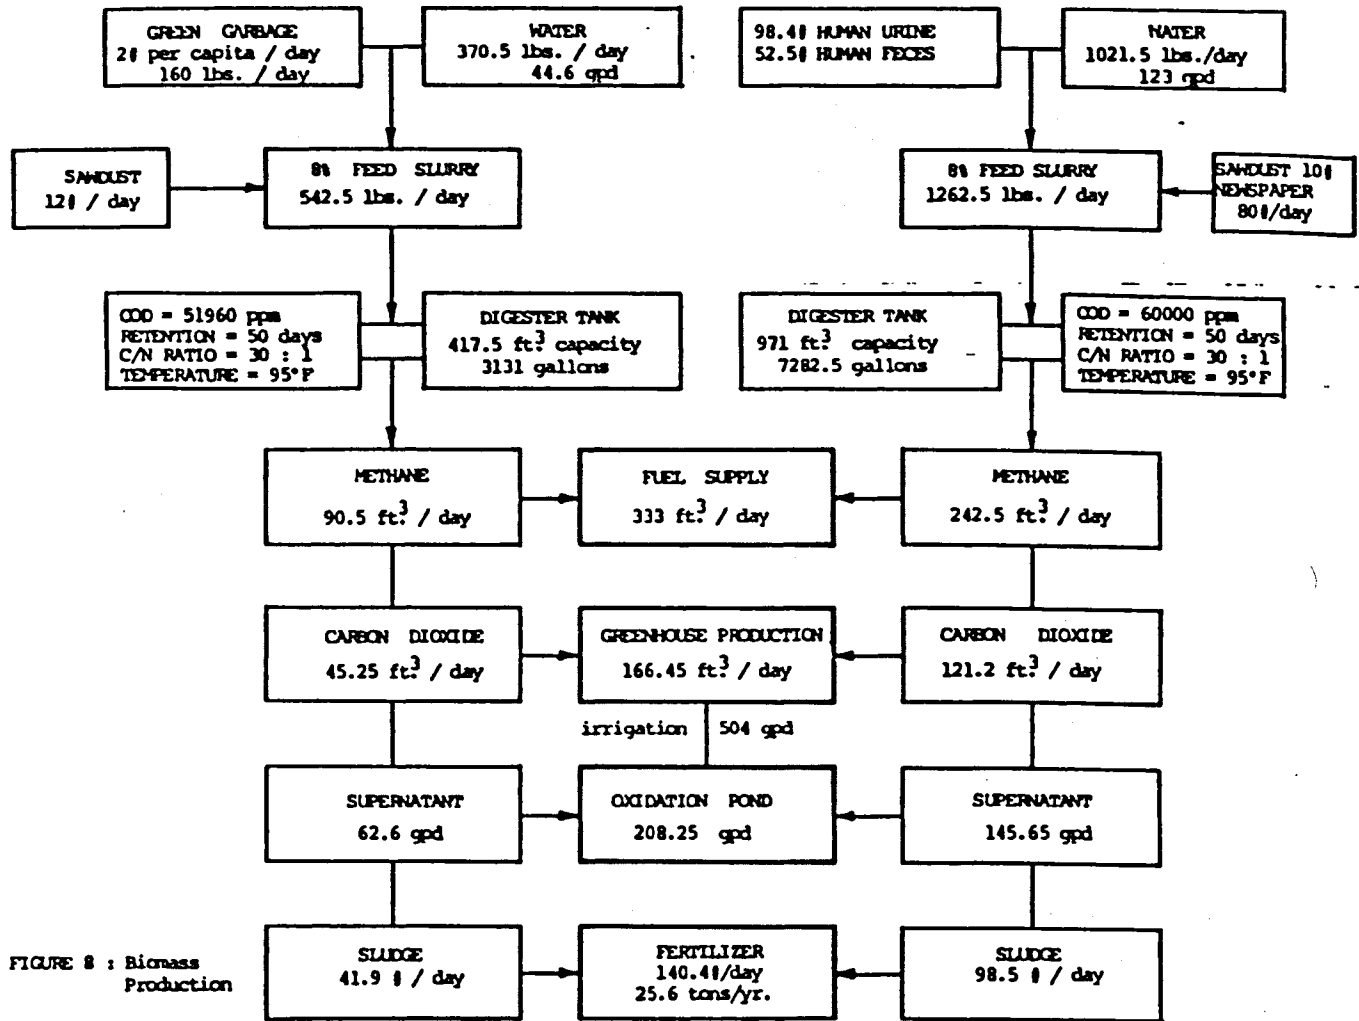 GREEN GARBAGE
2# per capita / day
160 lbs. / day
WATER
370.5 lbs. / day
44.6 gpd
98.4# HUMAN URINE
52.5# HUMAN FECES
WATER
1021.5 lbs./day
123 gpd
SAWDUST
12# / day
8% FEED SLURRY
542.5 lbs. / day
8% FEED SLURRY
1262.5 lbs. / day
SAWDUST 10#
NEWSPAPER
80#/day
COD = 51960 ppm
RETENTION = 50 days
C/N RATIO = 30 : 1
TEMPERATURE = 95°F
DIGESTER TANK
417.5 ft.3 capacity
3131 gallons
DIGESTER TANK
971 ft.3 capacity
7282.5 gallons
COD = 60000 ppm
RETENTION = 50 days
C/N RATIO = 30 : 1
TEMPERATURE = 95°F
METHANE
90.5 ft.3 / day
FUEL SUPPLY
333 ft.3 / day
METHANE
242.5 ft.3 / day
CARBON DIOXIDE
45.25 ft.3 / day
GREENHOUSE PRODUCTION
166.45 ft.3 / day
CARBON DIOXIDE
121.2 ft.3 / day
irrigation 504 gpd
SUPERNATANT
62.6 gpd
OXIDATION POND
208.25 gpd
SUPERNATANT
145.65 gpd
SLUDGE
41.9 # / day
FERTILIZER
140.4#/day
25.6 tons/yr.
SLUDGE
98.5 # / day
FIGURE 8 : Biomass
Production